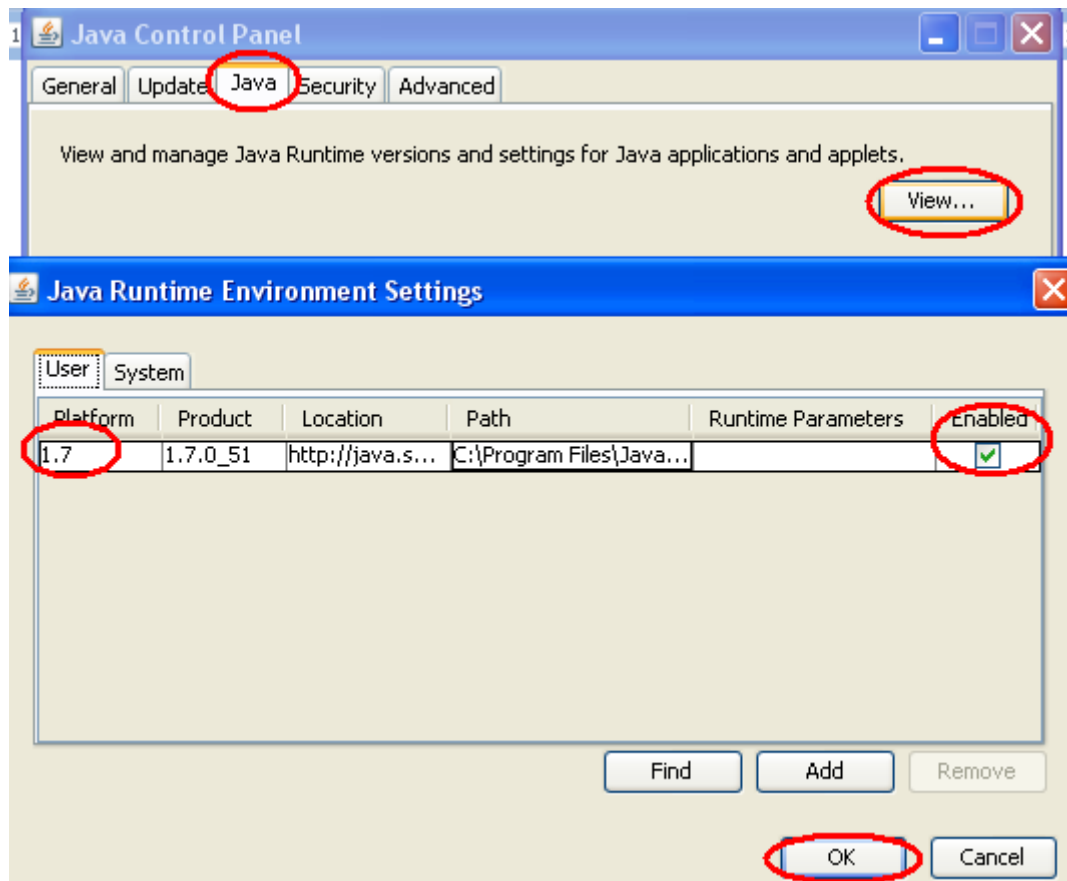 1
Java Control Panel
General Update Java Security Advanced
View and manage Java Runtime versions and settings for Java applications and applets.
View...
Java Runtime Environment Settings
User System
Platform Product Location Path Runtime Parameters Enabled
1.7 1.7.0_51 http://java.s... C:\Program Files\Java...
Find Add Remove
OK Cancel